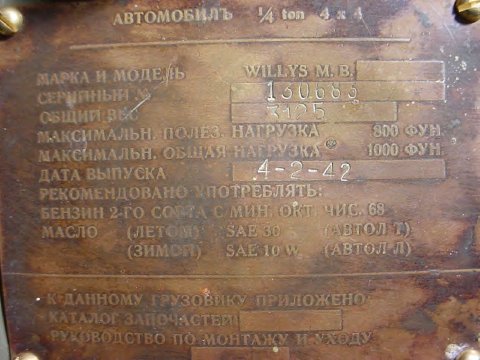 АВТОМОБИЛЪ 1/4 ton 4 x 4
МАРКА И МОДЕЛЬ WILLYS M. B.
СЕРИЙНЫЙ № 130683
ОБЩИЙ ВЕС 3125
МАКСИМАЛЬН. ПОЛЕЗ. НАГРУЗКА 800 ФУН.
МАКСИМАЛЬН. ОБЩАЯ НАГРУЗКА 1000 ФУН.
ДАТА ВЫПУСКА 4-2-42
РЕКОМЕНДОВАНО УПОТРЕБЛЯТЬ:
БЕНЗИН 2-ГО СОРТА С МИН. ОКТ. ЧИС. 68
МАСЛО (ЛЕТОМ) SAE 30 (АВТОЛ Т)
(ЗИМОЙ) SAE 10 W (АВТОЛ Л)
К ДАННОМУ ГРУЗОВИКУ ПРИЛОЖЕНО
КАТАЛОГ ЗАПОЧАСТЕЙ
РУКОВОДСТВО ПО МОНТАЖУ И УХОДУ